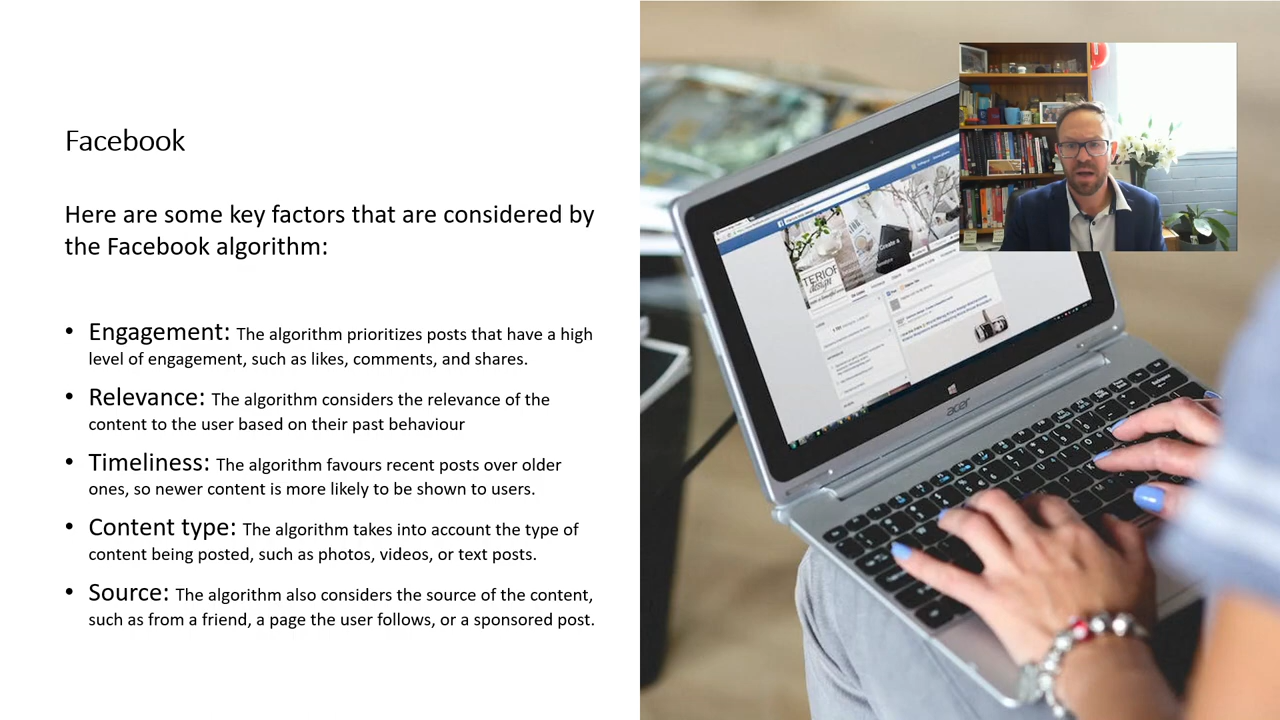 Facebook
Here are some key factors that are considered by
the Facebook algorithm:
• Engagement: The algorithm prioritizes posts that have a high
level of engagement, such as likes, comments, and shares.
• Relevance: The algorithm considers the relevance of the
content to the user based on their past behaviour
• Timeliness: The algorithm favours recent posts over older
ones, so newer content is more likely to be shown to users.
• Content type: The algorithm takes into account the type of
content being posted, such as photos, videos, or text posts.
• Source: The algorithm also considers the source of the content,
such as from a friend, a page the user follows, or a sponsored post.
TERIOR
design
Create a
acer